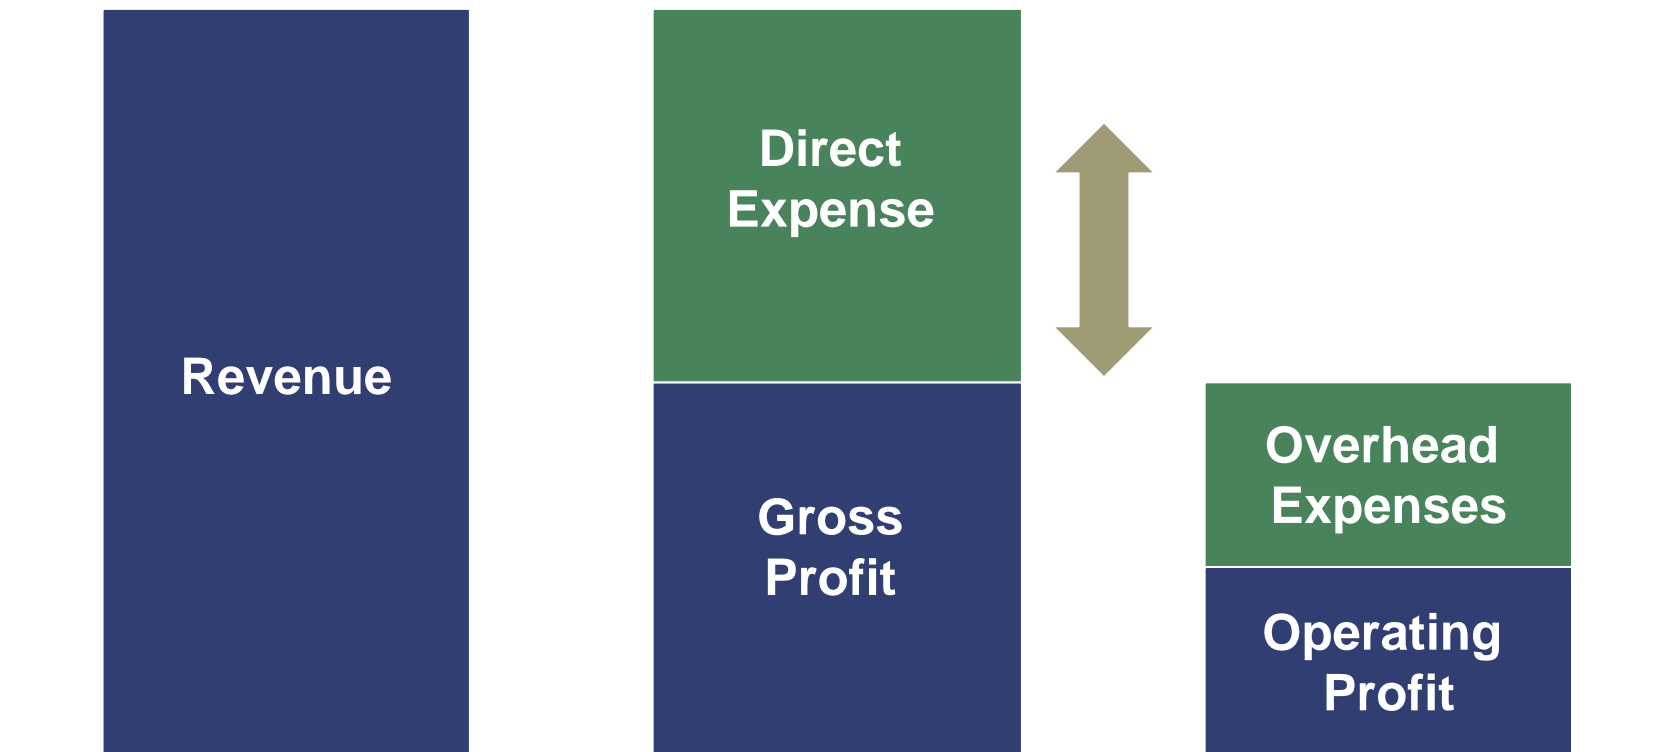 Revenue
Direct
Expense
Gross
Profit
Overhead
Expenses
Operating
Profit